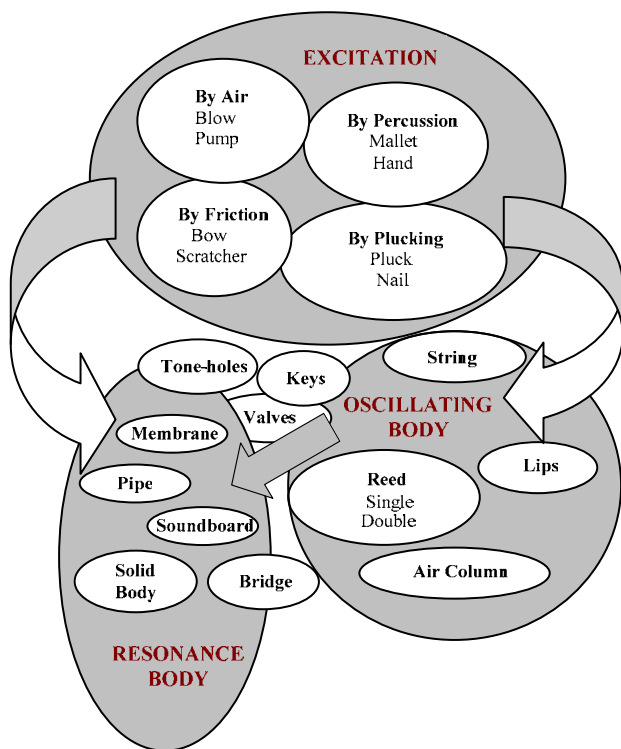 EXCITATION
By Air
Blow
Pump
By Percussion
Mallet
Hand
By Friction
Bow
Scratcher
By Plucking
Pluck
Nail
Tone-holes
Keys
Valves
String
OSCILLATING
BODY
Membrane
Pipe
Soundboard
Solid
Body
Bridge
Reed
Single
Double
Lips
Air Column
RESONANCE
BODY